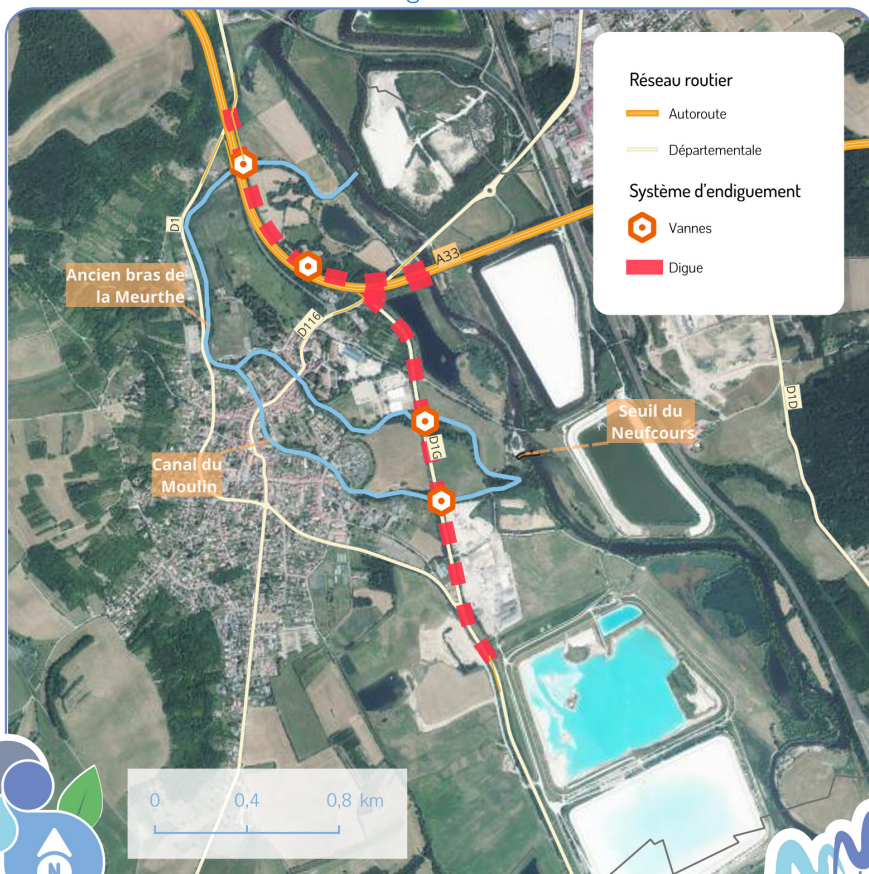 Réseau routier
Autoroute
Départementale
Système d'endiguement
Vannes
Digue
D1
A33
Ancien bras de
la Meurthe
D116
D1D
Seuil du
Neufcours
D1G
Canal du
Moulin
0 0,4 0,8 km
N